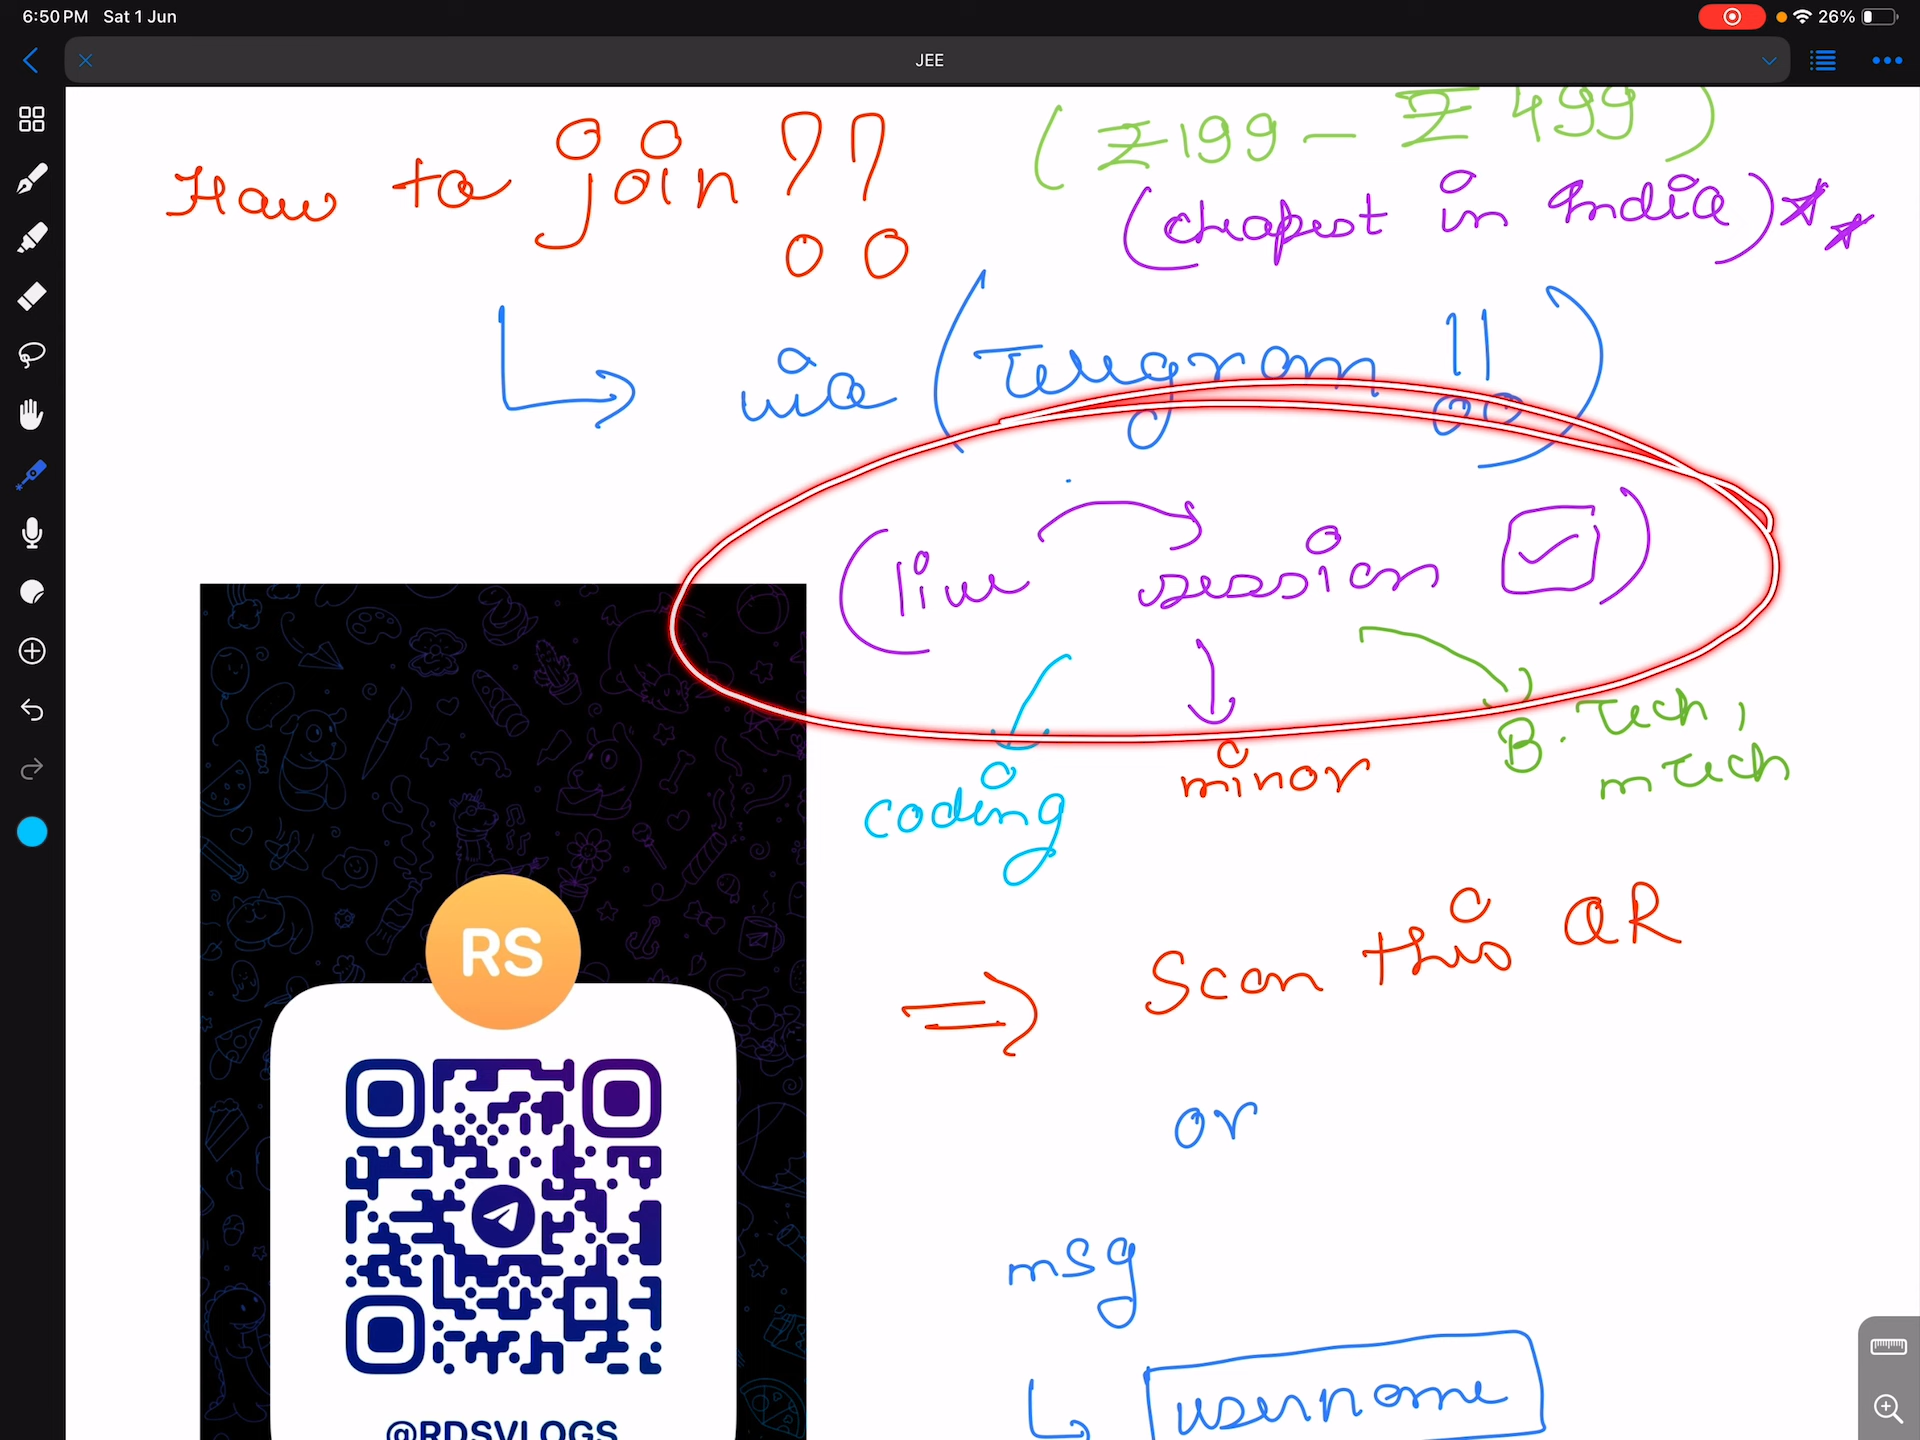 6:50 PM Sat 1 Jun
26%
JEE
How to join ??
(₹199 - ₹499)
(cheapest in India)**
via (Telegram !!)
(live session ✓)
coding
minor
B.Tech,
mTech
RS
Scan this QR
or
msg
username
@RDSVLOGS